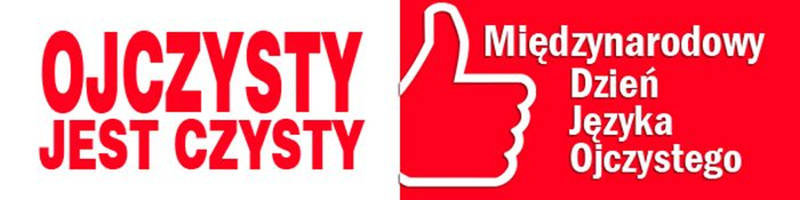 OJCZYSTY
JEST CZYSTY
Międzynarodowy
Dzień
Języka
Ojczystego